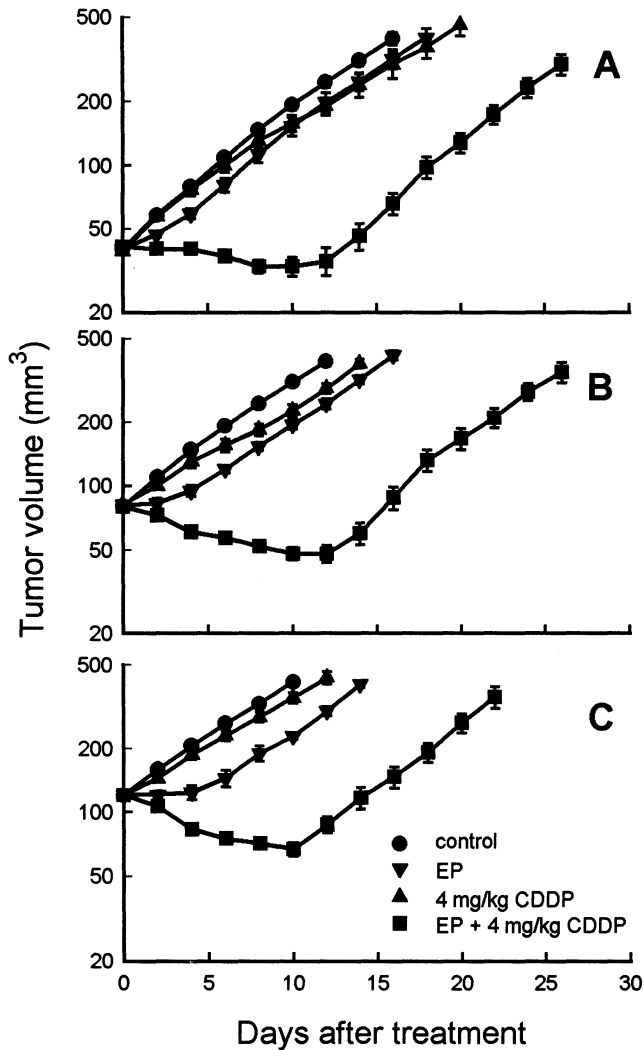 500
200
100
50
20
A
500
200
100
50
20
B
Tumor volume (mm³)
500
200
100
50
20
C
control
EP
4 mg/kg CDDP
EP + 4 mg/kg CDDP
0 5 10 15 20 25 30
Days after treatment